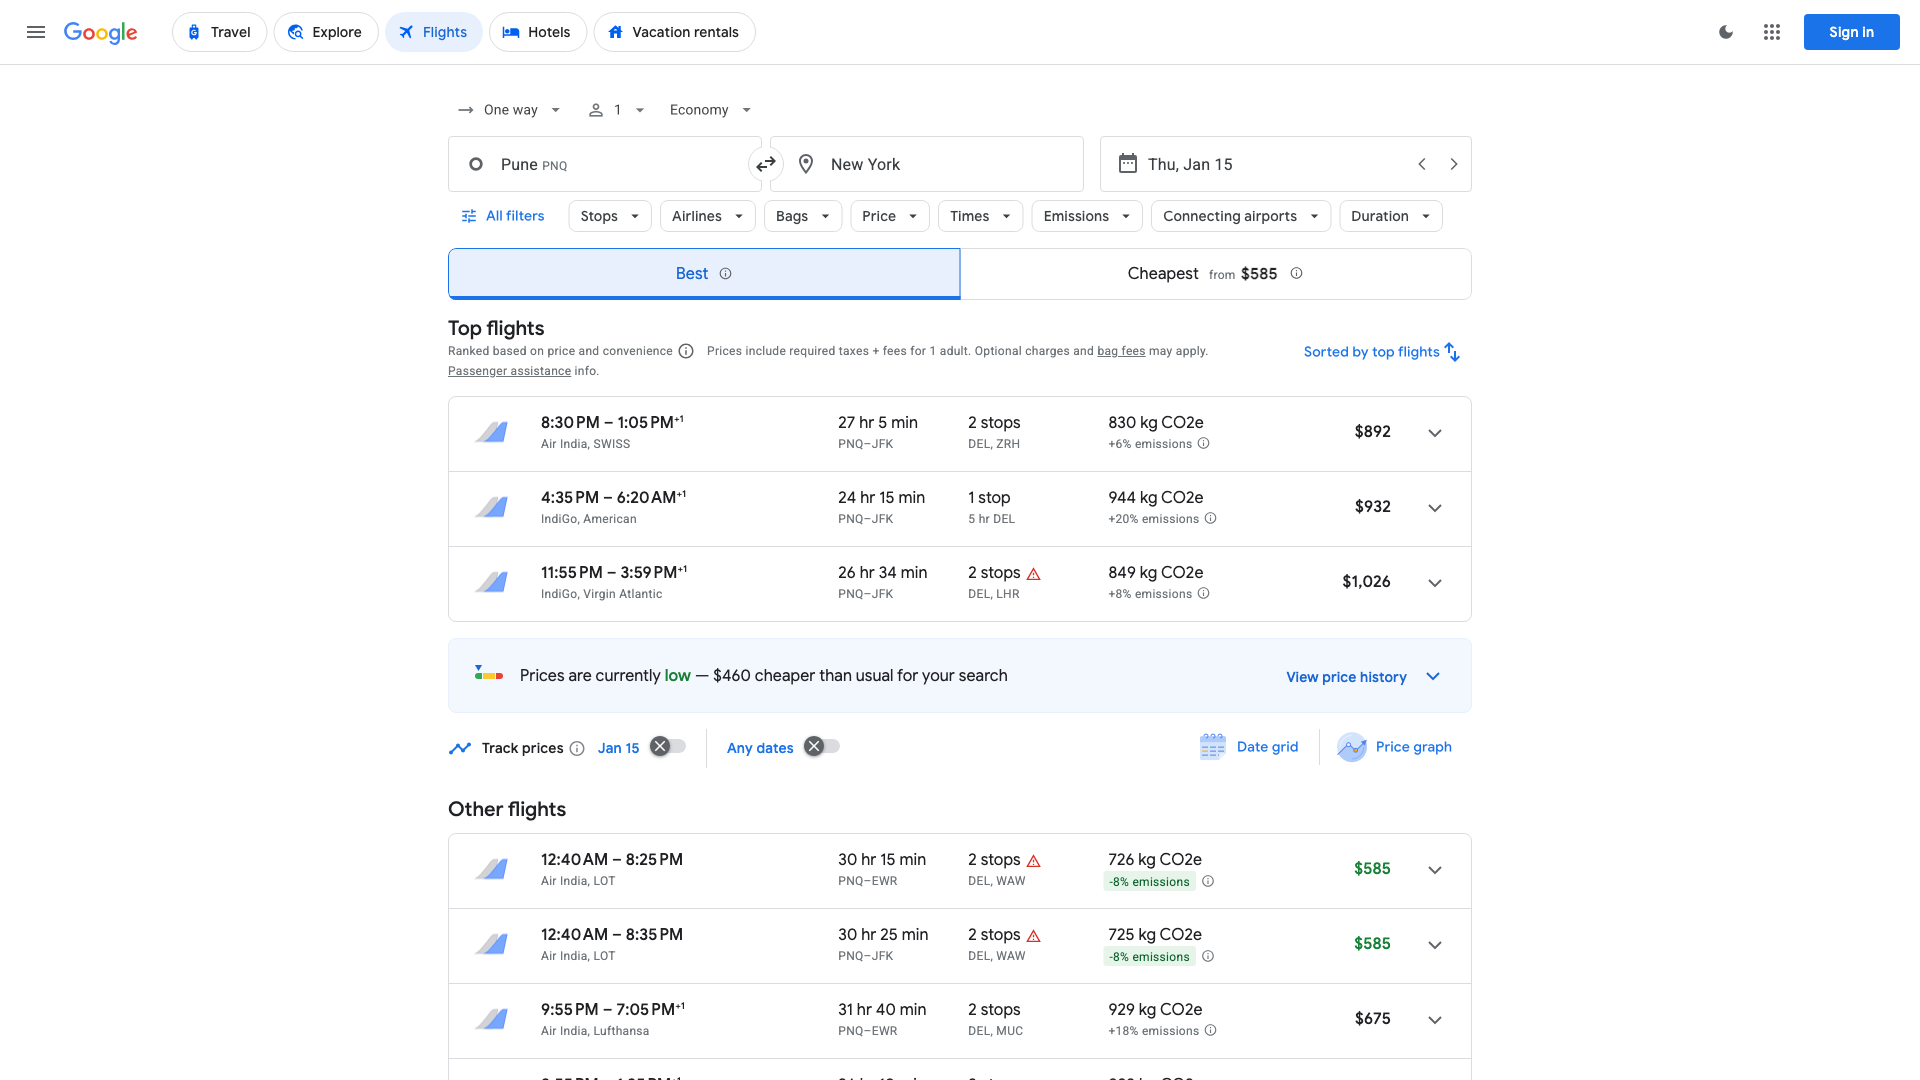 Google
Travel
Explore
Flights
Hotels
Vacation rentals
Sign in
One way
1
Economy
Pune PNQ
New York
Thu, Jan 15
All filters
Stops
Airlines
Bags
Price
Times
Emissions
Connecting airports
Duration
Best
Cheapest from $585
Top flights
Ranked based on price and convenience
Prices include required taxes + fees for 1 adult. Optional charges and bag fees may apply.
Passenger assistance info.
Sorted by top flights
8:30 PM – 1:05 PM+1
Air India, SWISS
27 hr 5 min
PNQ–JFK
2 stops
DEL, ZRH
830 kg CO2e
+6% emissions
$892
4:35 PM – 6:20 AM+1
IndiGo, American
24 hr 15 min
PNQ–JFK
1 stop
5 hr DEL
944 kg CO2e
+20% emissions
$932
11:55 PM – 3:59 PM+1
IndiGo, Virgin Atlantic
26 hr 34 min
PNQ–JFK
2 stops
DEL, LHR
849 kg CO2e
+8% emissions
$1,026
Prices are currently low — $460 cheaper than usual for your search
View price history
Track prices
Jan 15
Any dates
Date grid
Price graph
Other flights
12:40 AM – 8:25 PM
Air India, LOT
30 hr 15 min
PNQ–EWR
2 stops
DEL, WAW
726 kg CO2e
-8% emissions
$585
12:40 AM – 8:35 PM
Air India, LOT
30 hr 25 min
PNQ–JFK
2 stops
DEL, WAW
725 kg CO2e
-8% emissions
$585
9:55 PM – 7:05 PM+1
Air India, Lufthansa
31 hr 40 min
PNQ–EWR
2 stops
DEL, MUC
929 kg CO2e
+18% emissions
$675